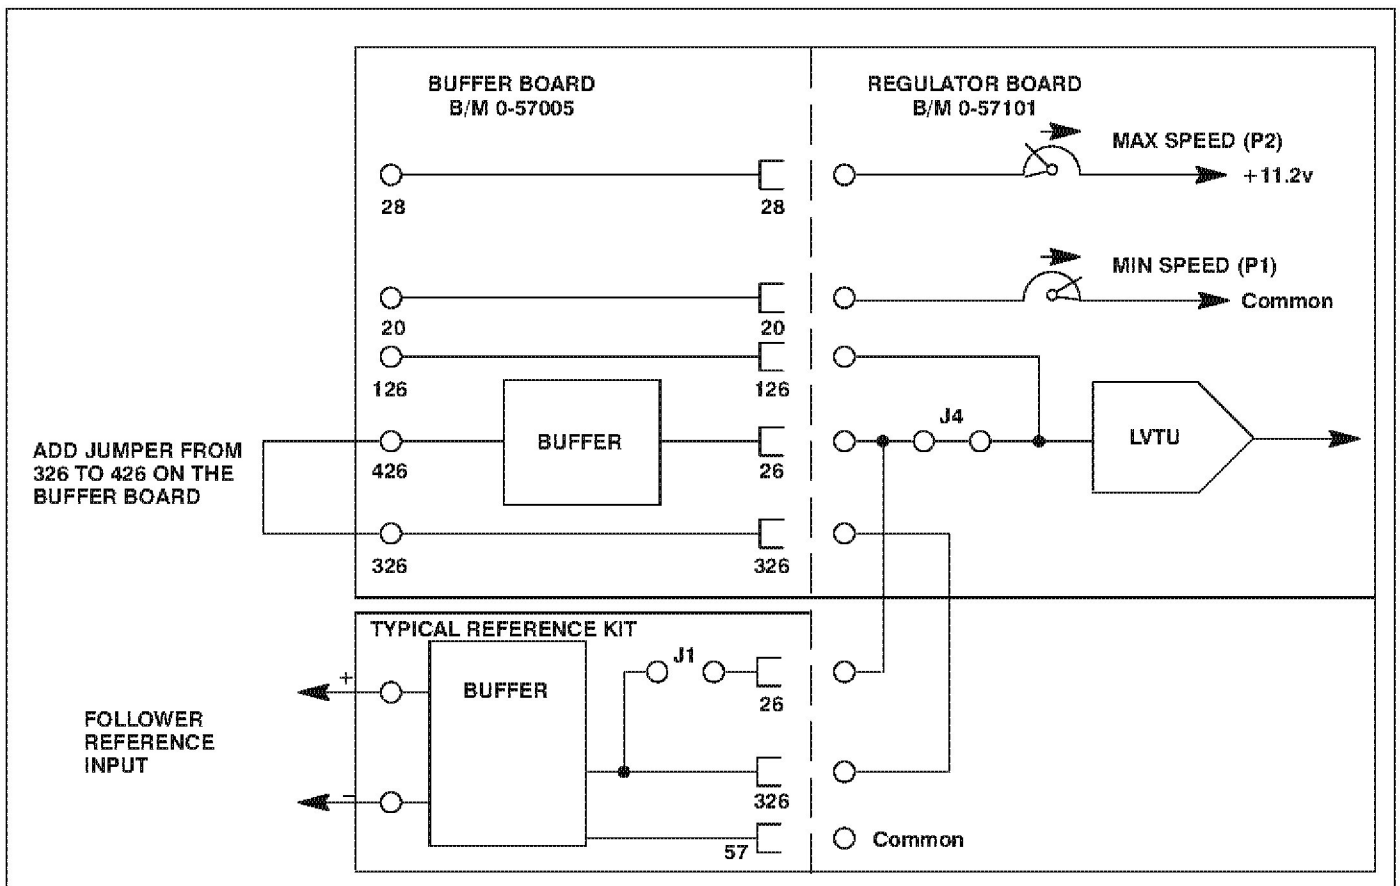 BUFFER BOARD
B/M 0-57005
REGULATOR BOARD
B/M 0-57101
MAX SPEED (P2)
+11.2v
28
28
MIN SPEED (P1)
Common
20
20
126
126
J4
BUFFER
LVTU
426
26
ADD JUMPER FROM
326 TO 426 ON THE
BUFFER BOARD
326
326
TYPICAL REFERENCE KIT
J1
+
BUFFER
26
FOLLOWER
REFERENCE
INPUT
–
326
57
Common